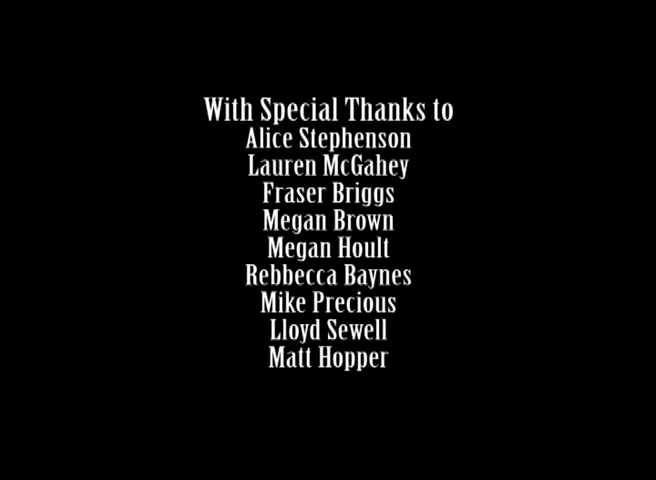 With Special Thanks to
Alice Stephenson
Lauren McGahey
Fraser Briggs
Megan Brown
Megan Hoult
Rebbecca Baynes
Mike Precious
Lloyd Sewell
Matt Hopper